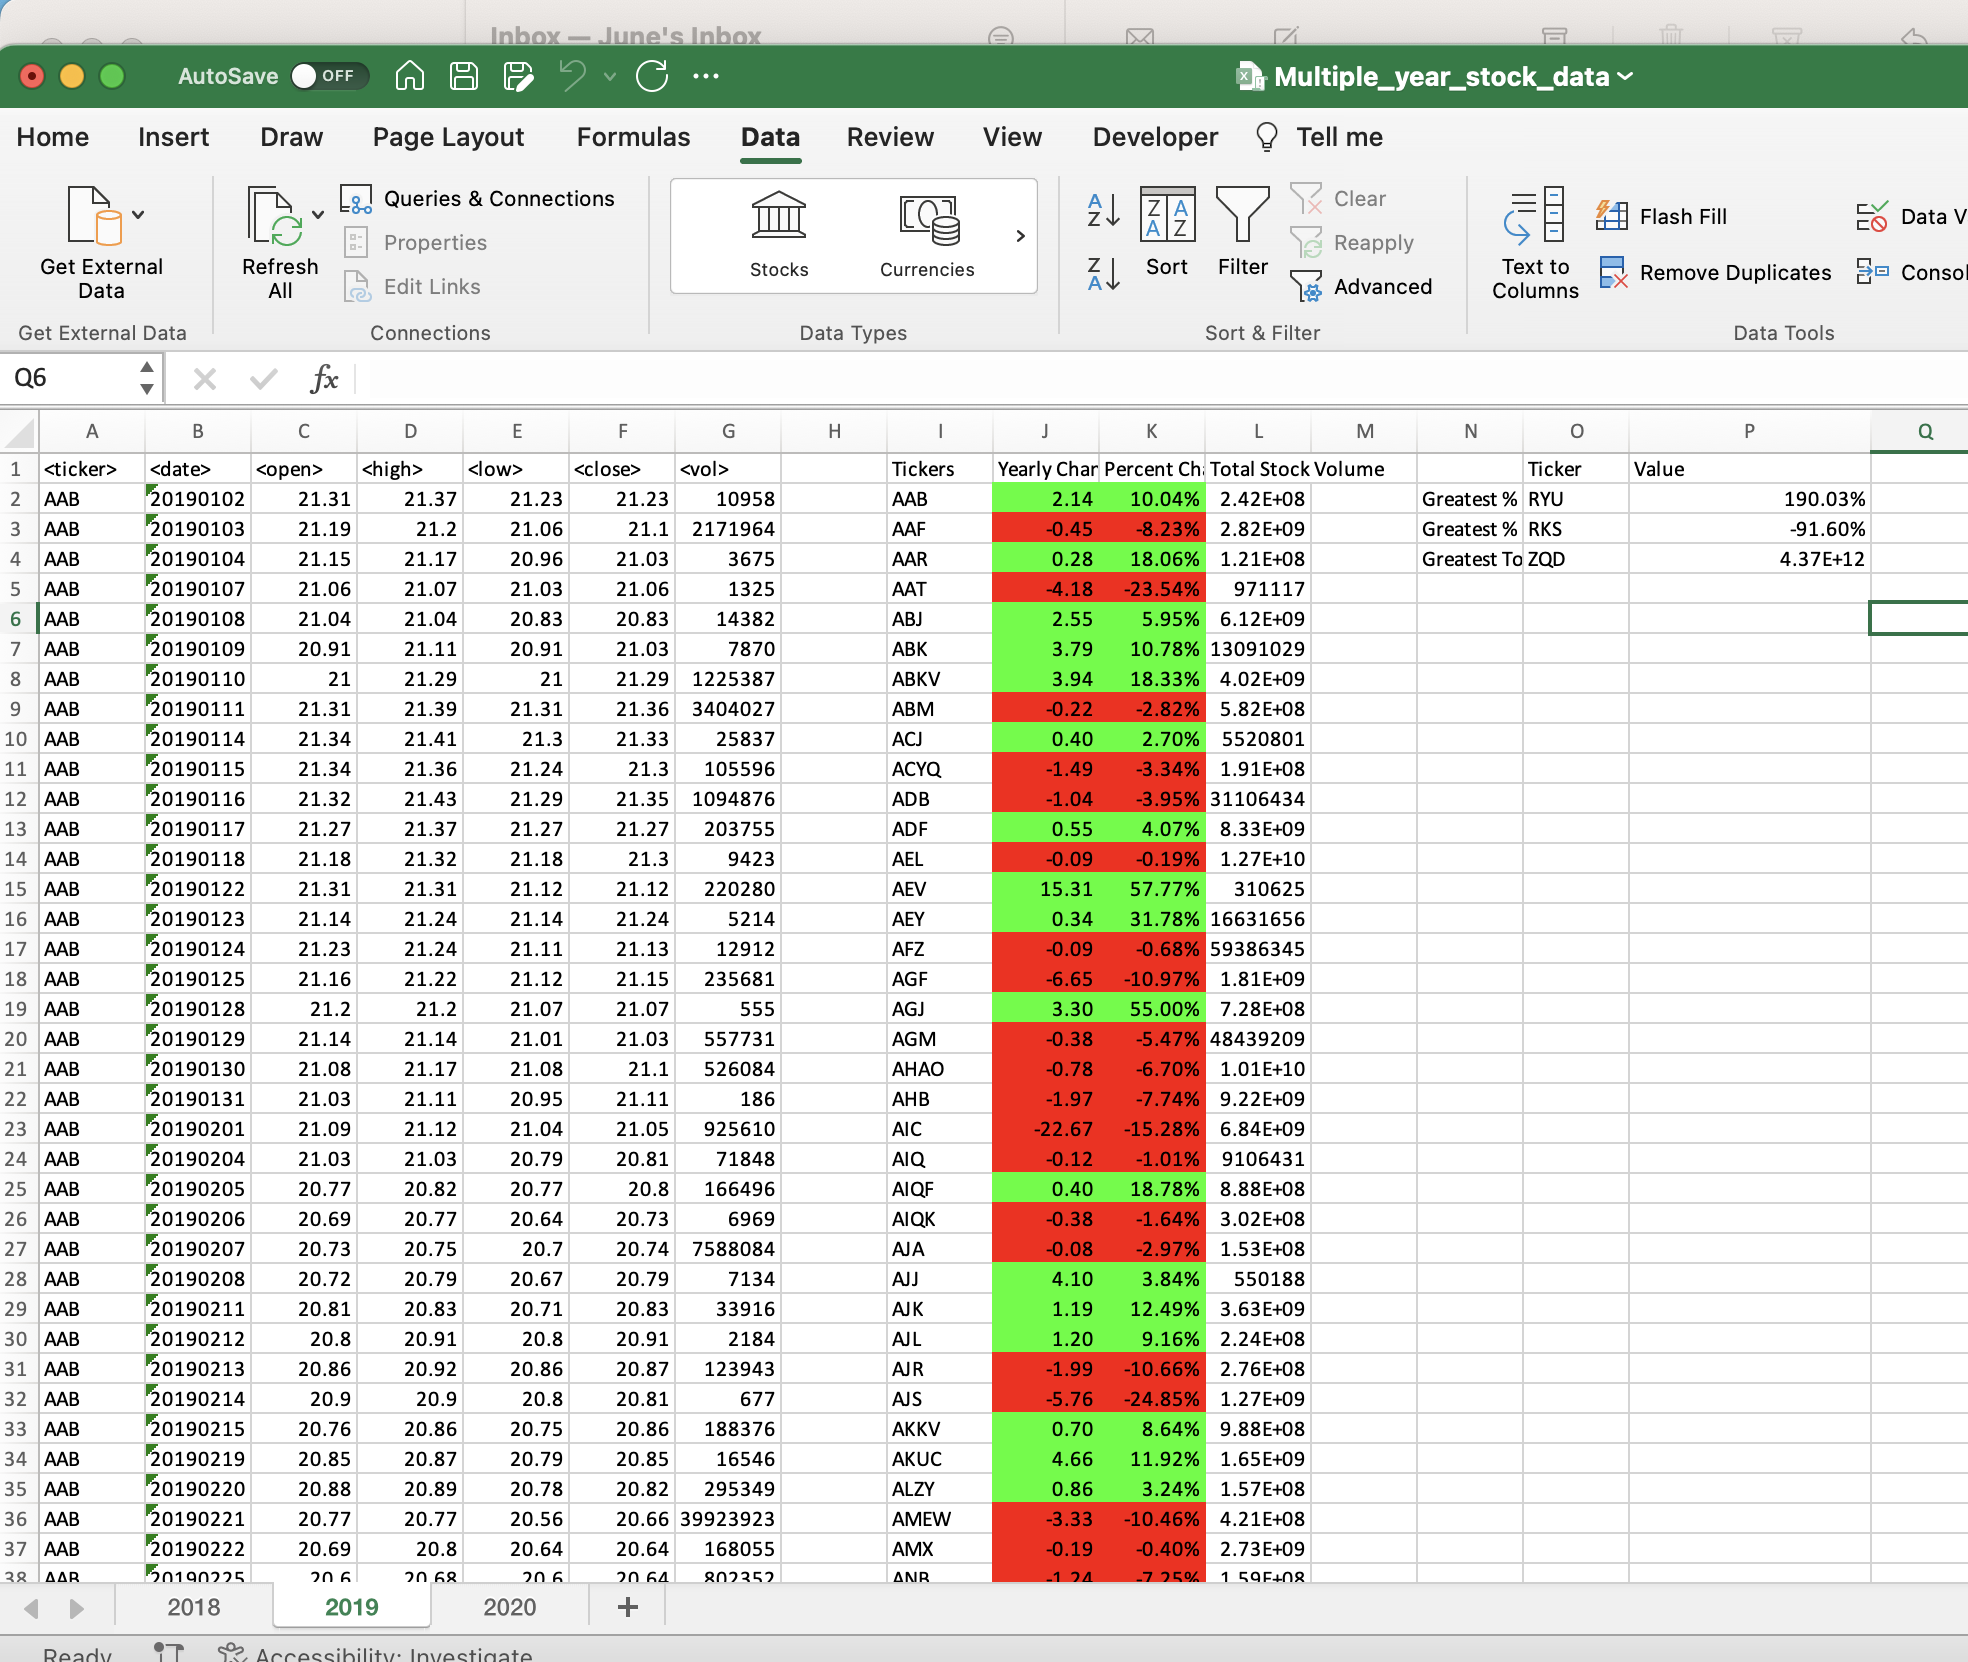 Inbox — June's Inbox
AutoSave OFF Multiple_year_stock_data
Home Insert Draw Page Layout Formulas Data Review View Developer Tell me
Get External Data
Refresh All
Queries & Connections
Properties
Edit Links
Stocks
Currencies
Sort
Filter
Clear
Reapply
Advanced
Text to Columns
Flash Fill
Remove Duplicates
Data V
Consol
Get External Data Connections Data Types Sort & Filter Data Tools
Q6 fx
A B C D E F G H I J K L M N O P Q
1 <ticker> <date> <open> <high> <low> <close> <vol> Tickers Yearly Chan Percent Cha Total Stock Volume Ticker Value
2 AAB 20190102 21.31 21.37 21.23 21.23 10958 AAB 2.14 10.04% 2.42E+08 Greatest % RYU 190.03%
3 AAB 20190103 21.19 21.2 21.06 21.1 2171964 AAF -0.45 -8.23% 2.82E+09 Greatest % RKS -91.60%
4 AAB 20190104 21.15 21.17 20.96 21.03 3675 AAR 0.28 18.06% 1.21E+08 Greatest To ZQD 4.37E+12
5 AAB 20190107 21.06 21.07 21.03 21.06 1325 AAT -4.18 -23.54% 971117
6 AAB 20190108 21.04 21.04 20.83 20.83 14382 ABJ 2.55 5.95% 6.12E+09
7 AAB 20190109 20.91 21.11 20.91 21.03 7870 ABK 3.79 10.78% 13091029
8 AAB 20190110 21 21.29 21 21.29 1225387 ABKV 3.94 18.33% 4.02E+09
9 AAB 20190111 21.31 21.39 21.31 21.36 3404027 ABM -0.22 -2.82% 5.82E+08
10 AAB 20190114 21.34 21.41 21.3 21.33 25837 ACJ 0.40 2.70% 5520801
11 AAB 20190115 21.34 21.36 21.24 21.3 105596 ACYQ -1.49 -3.34% 1.91E+08
12 AAB 20190116 21.32 21.43 21.29 21.35 1094876 ADB -1.04 -3.95% 31106434
13 AAB 20190117 21.27 21.37 21.27 21.27 203755 ADF 0.55 4.07% 8.33E+09
14 AAB 20190118 21.18 21.32 21.18 21.3 9423 AEL -0.09 -0.19% 1.27E+10
15 AAB 20190122 21.31 21.31 21.12 21.12 220280 AEV 15.31 57.77% 310625
16 AAB 20190123 21.14 21.24 21.14 21.24 5214 AEY 0.34 31.78% 16631656
17 AAB 20190124 21.23 21.24 21.11 21.13 12912 AFZ -0.09 -0.68% 59386345
18 AAB 20190125 21.16 21.22 21.12 21.15 235681 AGF -6.65 -10.97% 1.81E+09
19 AAB 20190128 21.2 21.2 21.07 21.07 555 AGJ 3.30 55.00% 7.28E+08
20 AAB 20190129 21.14 21.14 21.01 21.03 557731 AGM -0.38 -5.47% 48439209
21 AAB 20190130 21.08 21.17 21.08 21.1 526084 AHAO -0.78 -6.70% 1.01E+10
22 AAB 20190131 21.03 21.11 20.95 21.11 186 AHB -1.97 -7.74% 9.22E+09
23 AAB 20190201 21.09 21.12 21.04 21.05 925610 AIC -22.67 -15.28% 6.84E+09
24 AAB 20190204 21.03 21.03 20.79 20.81 71848 AIQ -0.12 -1.01% 9106431
25 AAB 20190205 20.77 20.82 20.77 20.8 166496 AIQF 0.40 18.78% 8.88E+08
26 AAB 20190206 20.69 20.77 20.64 20.73 6969 AIQK -0.38 -1.64% 3.02E+08
27 AAB 20190207 20.73 20.75 20.7 20.74 7588084 AJA -0.08 -2.97% 1.53E+08
28 AAB 20190208 20.72 20.79 20.67 20.79 7134 AJJ 4.10 3.84% 550188
29 AAB 20190211 20.81 20.83 20.71 20.83 33916 AJK 1.19 12.49% 3.63E+09
30 AAB 20190212 20.8 20.91 20.8 20.91 2184 AJL 1.20 9.16% 2.24E+08
31 AAB 20190213 20.86 20.92 20.86 20.87 123943 AJR -1.99 -10.66% 2.76E+08
32 AAB 20190214 20.9 20.9 20.8 20.81 677 AJS -5.76 -24.85% 1.27E+09
33 AAB 20190215 20.76 20.86 20.75 20.86 188376 AKKV 0.70 8.64% 9.88E+08
34 AAB 20190219 20.85 20.87 20.79 20.85 16546 AKUC 4.66 11.92% 1.65E+09
35 AAB 20190220 20.88 20.89 20.78 20.82 295349 ALZY 0.86 3.24% 1.57E+08
36 AAB 20190221 20.77 20.77 20.56 20.66 39923923 AMEW -3.33 -10.46% 4.21E+08
37 AAB 20190222 20.69 20.8 20.64 20.64 168055 AMX -0.19 -0.40% 2.73E+09
38 AAB 20190225 20.6 20.68 20.6 20.64 802352 ANB -1.24 -7.25% 1.59E+08
2018 2019 2020 +
Ready Accessibility: Investigate